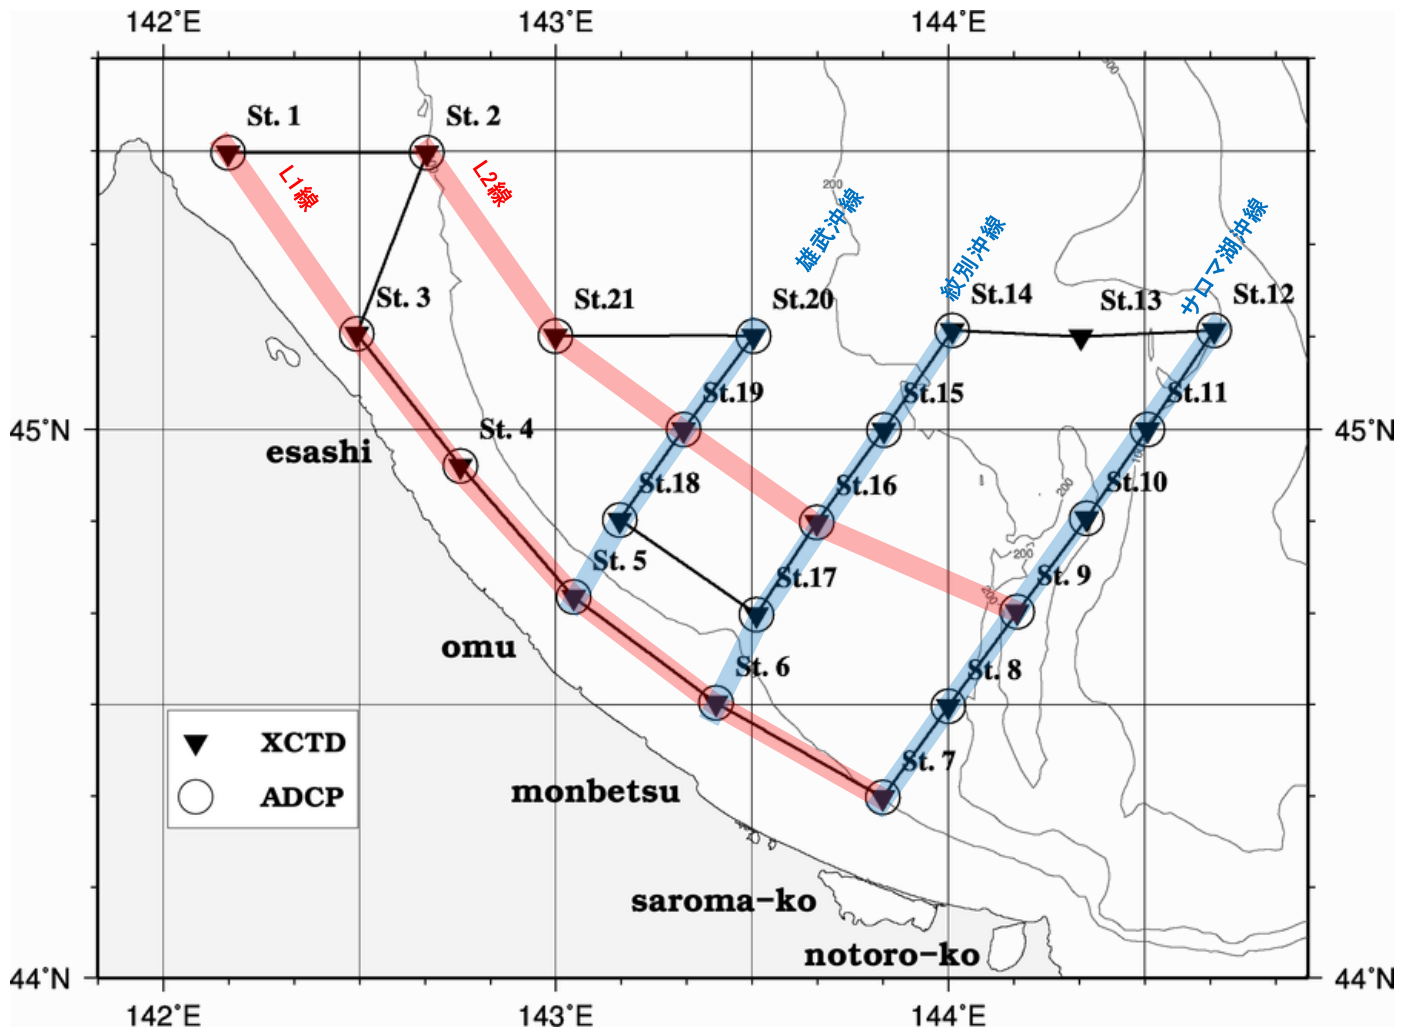 142°E
143°E
144°E
St. 1
St. 2
L1線
L2線
200
雄武沖線
紋別沖線
サロマ湖沖線
St. 3
St.21
St.20
St.14
St.13
St.12
St.19
St.15
St.11
45°N
45°N
esashi
St. 4
St.18
St.16
St.10
200
200
St. 5
St.17
St. 9
200
omu
St. 6
St. 8
XCTD
ADCP
monbetsu
St. 7
saroma-ko
notoro-ko
44°N
44°N
142°E
143°E
144°E